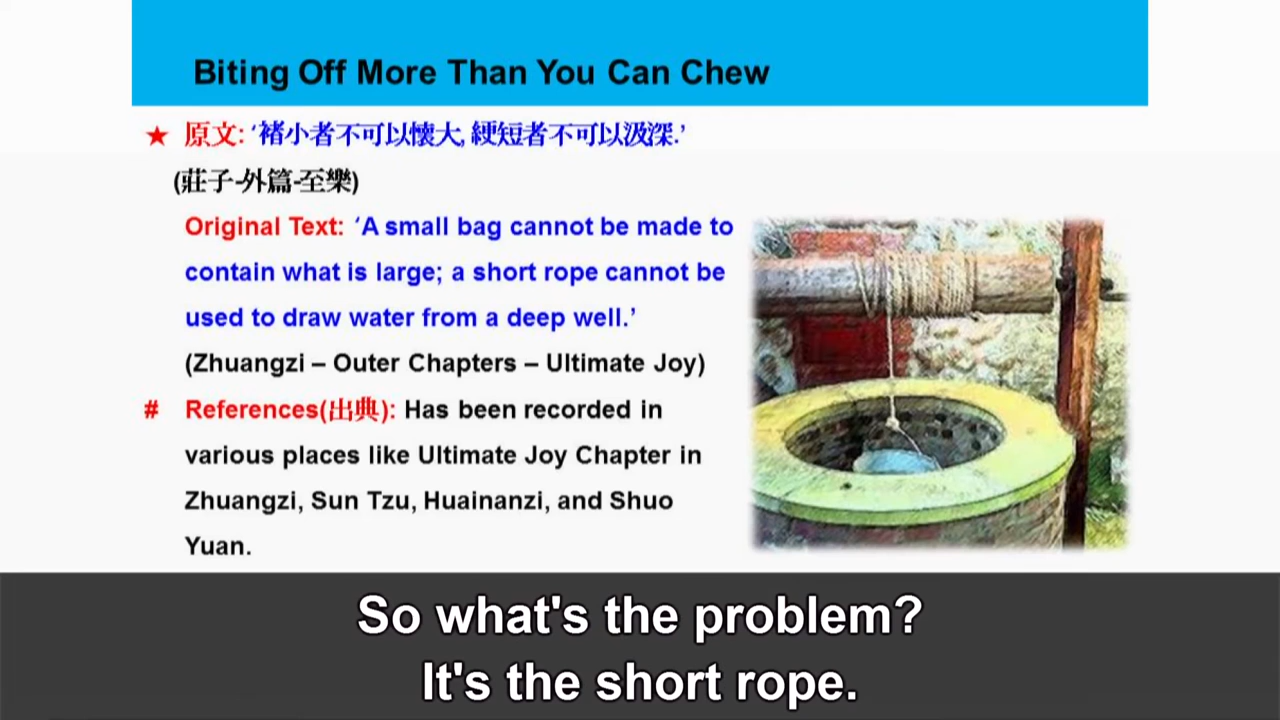 Biting Off More Than You Can Chew
★ 原文: ‘褚小者不可以懷大, 綆短者不可以汲深.’
(莊子-外篇-至樂)
Original Text: ‘A small bag cannot be made to
contain what is large; a short rope cannot be
used to draw water from a deep well.’
(Zhuangzi – Outer Chapters – Ultimate Joy)
# References(出典): Has been recorded in
various places like Ultimate Joy Chapter in
Zhuangzi, Sun Tzu, Huainanzi, and Shuo
Yuan.
So what's the problem?
It's the short rope.